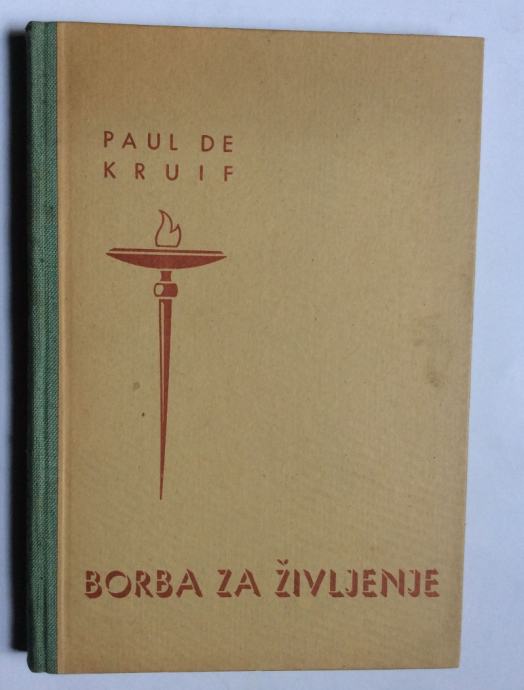 PAUL DE
KRUIF
BORBA ZA ŽIVLJENJE